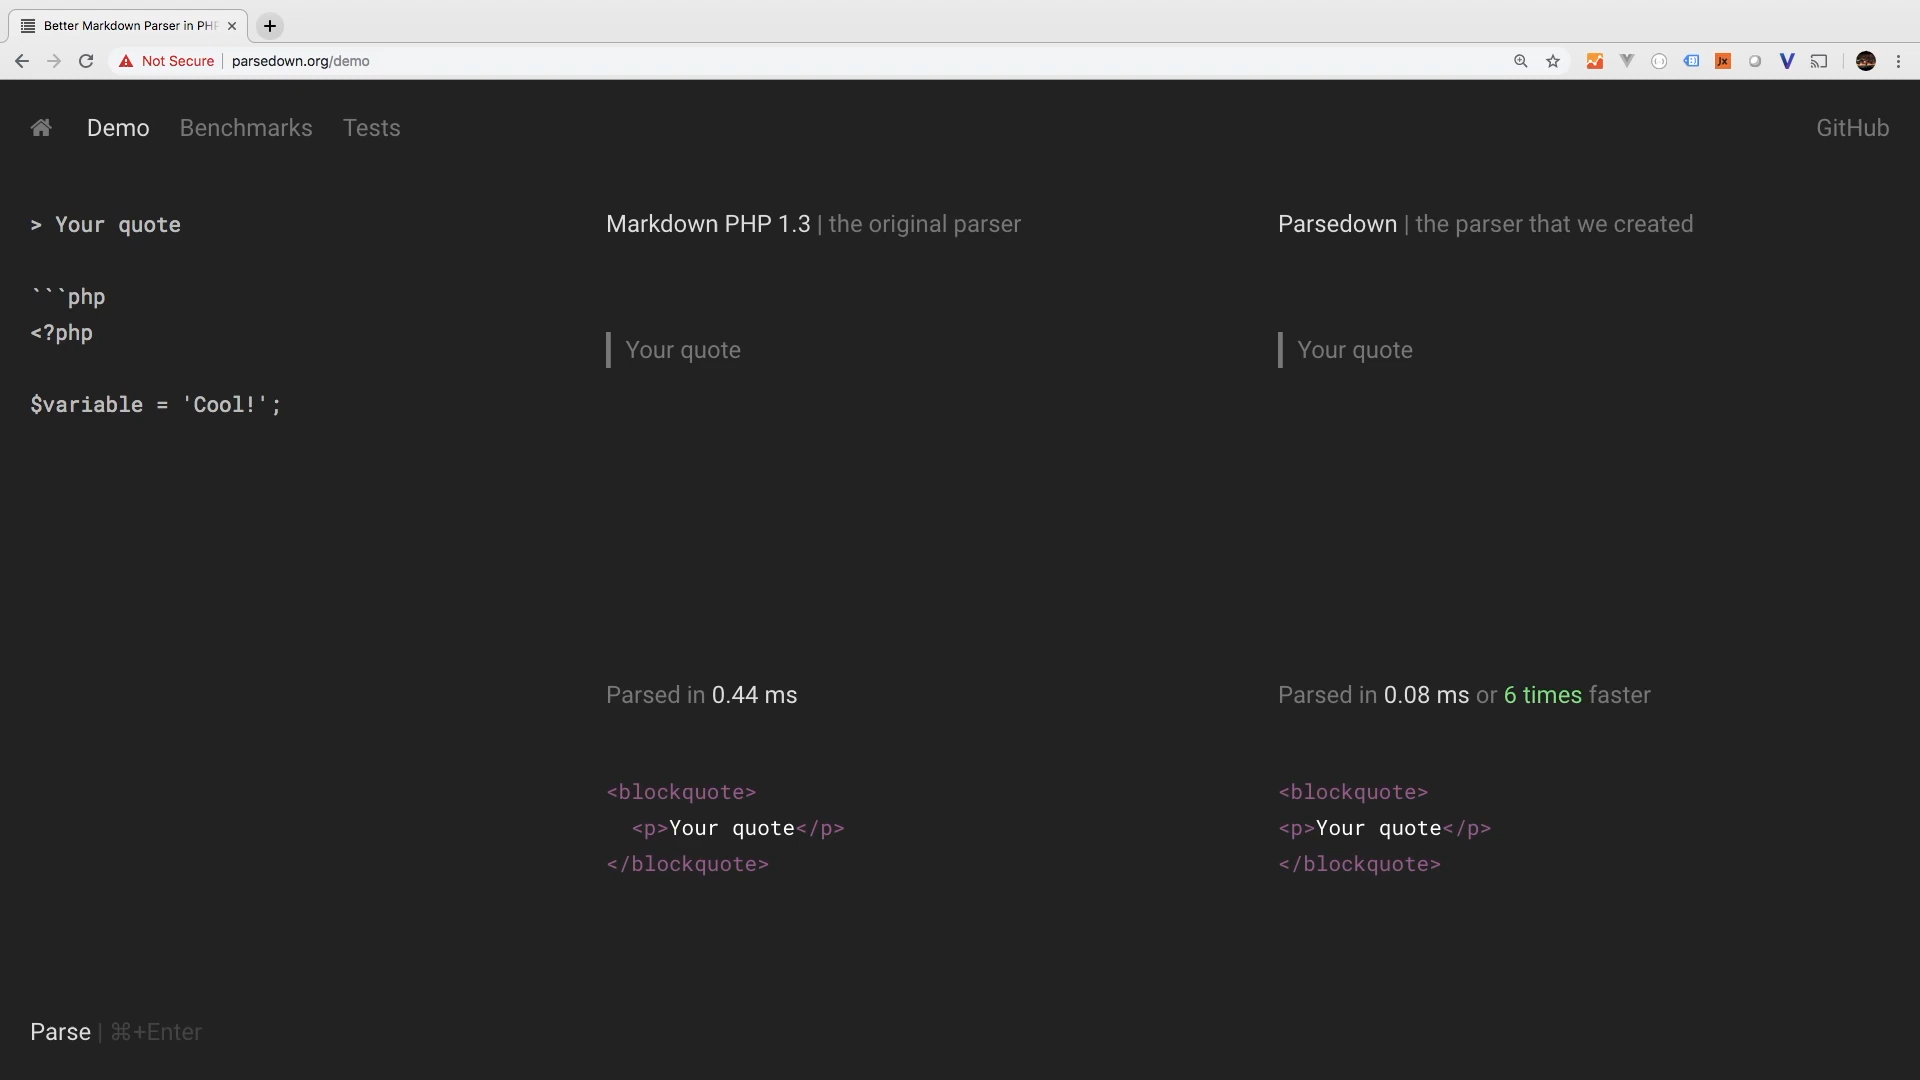 Better Markdown Parser in PHP
Not Secure | parsedown.org/demo
Demo Benchmarks Tests GitHub
> Your quote
```php
<?php
$variable = 'Cool!';
Parse | ⌘+Enter
Markdown PHP 1.3 | the original parser
Your quote
Parsed in 0.44 ms
<blockquote>
  <p>Your quote</p>
</blockquote>
Parsedown | the parser that we created
Your quote
Parsed in 0.08 ms or 6 times faster
<blockquote>
<p>Your quote</p>
</blockquote>